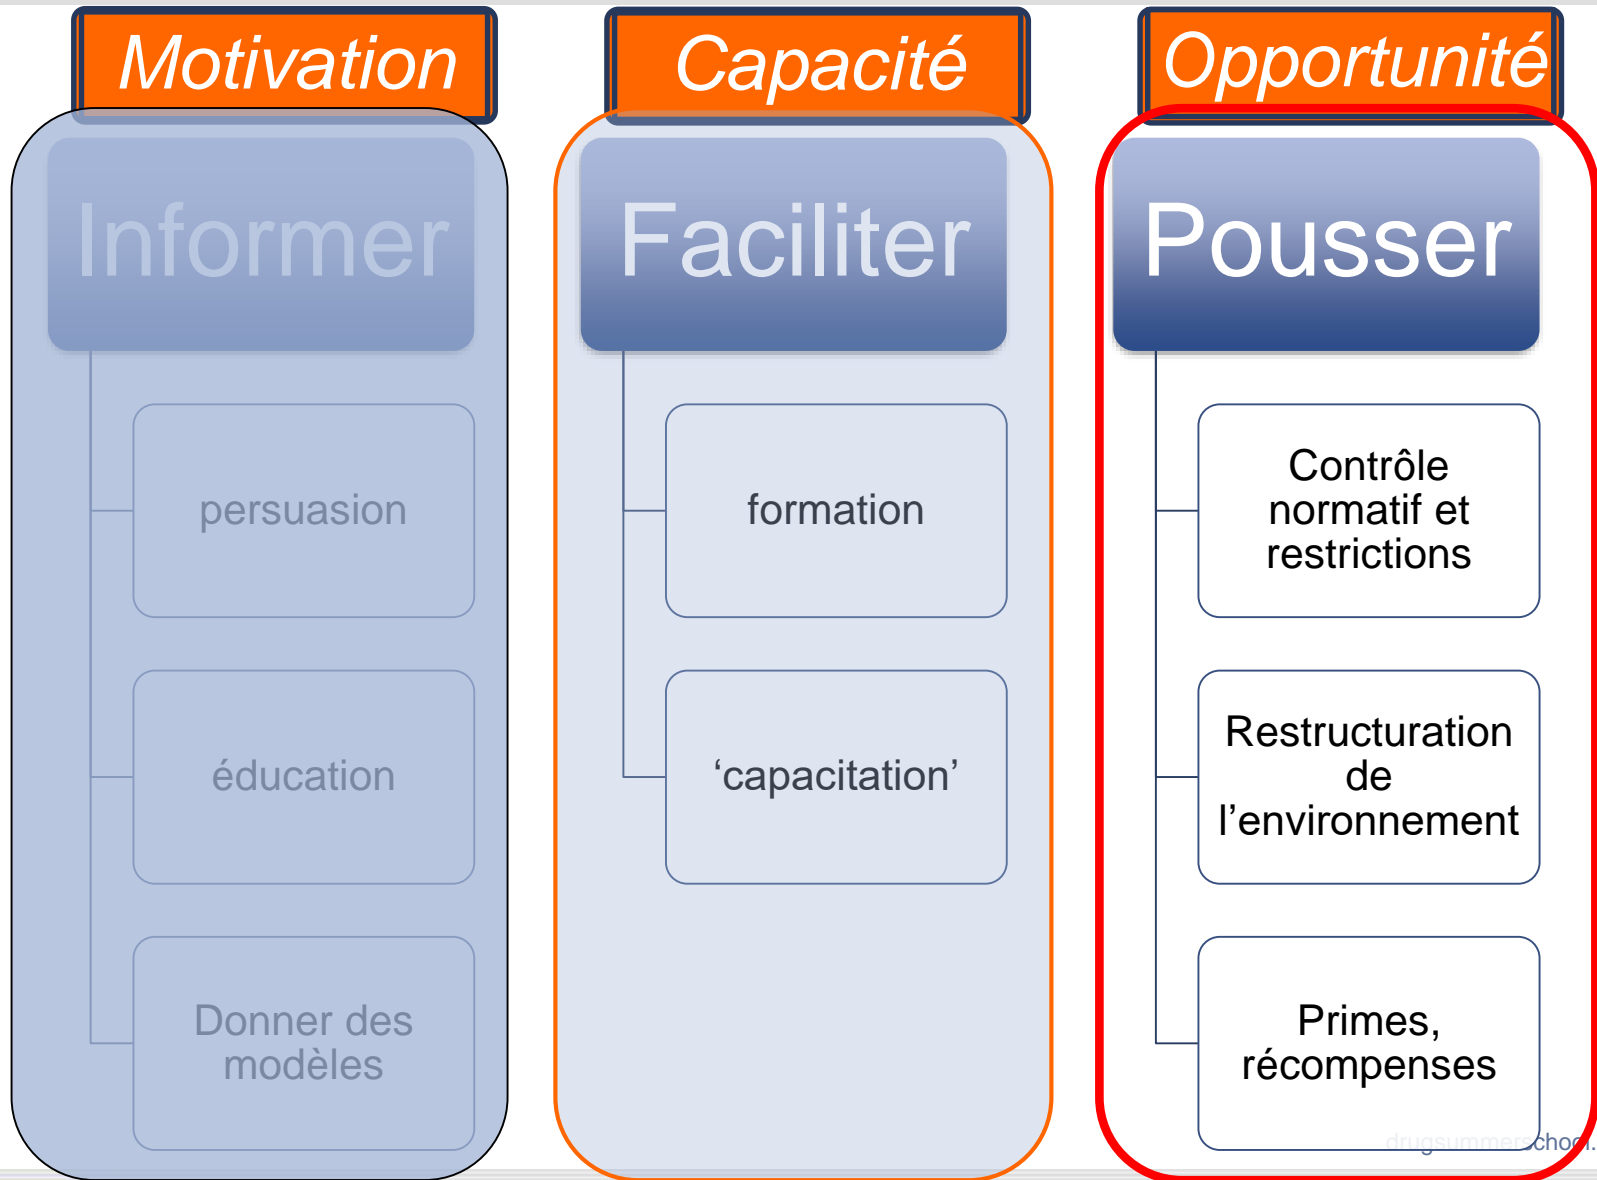 Motivation
Informer
persuasion
éducation
Donner des
modèles
Capacité
Faciliter
formation
‘capacitation’
Opportunité
Pousser
Contrôle
normatif et
restrictions
Restructuration
de
l’environnement
Primes,
récompenses
drugsummerschool.